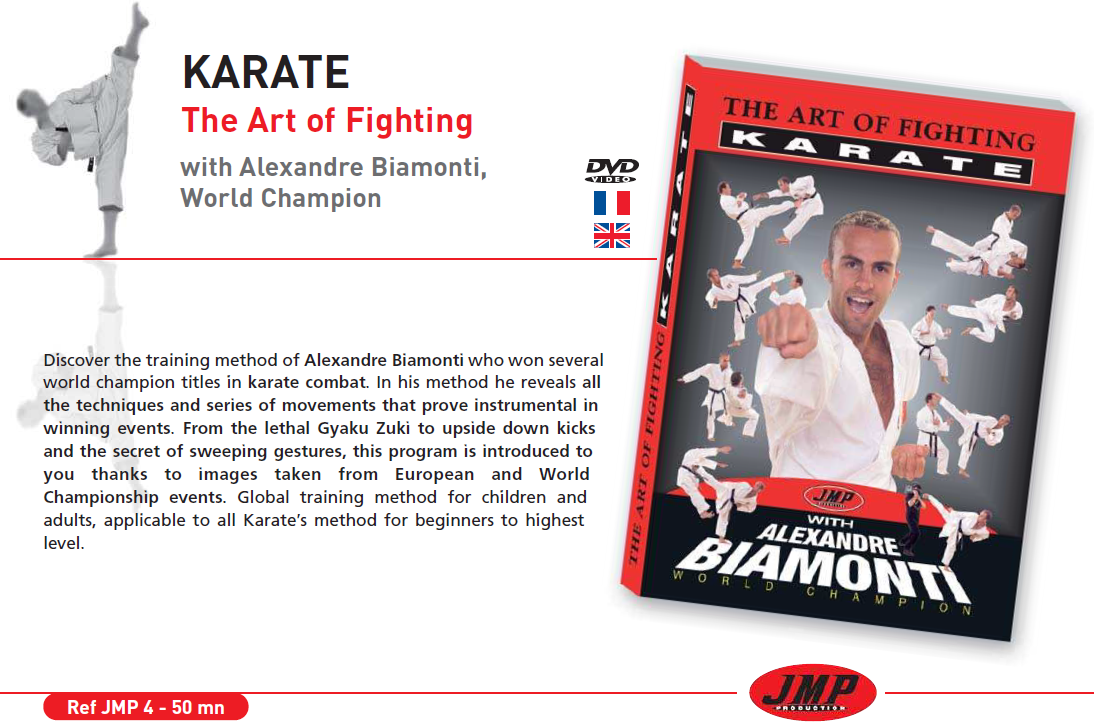 KARATE
The Art of Fighting
with Alexandre Biamonti,
World Champion
DVD
VIDEO
Discover the training method of Alexandre Biamonti who won several
world champion titles in karate combat. In his method he reveals all
the techniques and series of movements that prove instrumental in
winning events. From the lethal Gyaku Zuki to upside down kicks
and the secret of sweeping gestures, this program is introduced to
you thanks to images taken from European and World
Championship events. Global training method for children and
adults, applicable to all Karate's method for beginners to highest
level.
THE ART OF FIGHTING KARATE
THE ART OF FIGHTING
KARATE
JMP
WITH
ALEXANDRE
BIAMONTI
WORLD CHAMPION
Ref JMP 4 - 50 mn
JMP
PRODUCTION